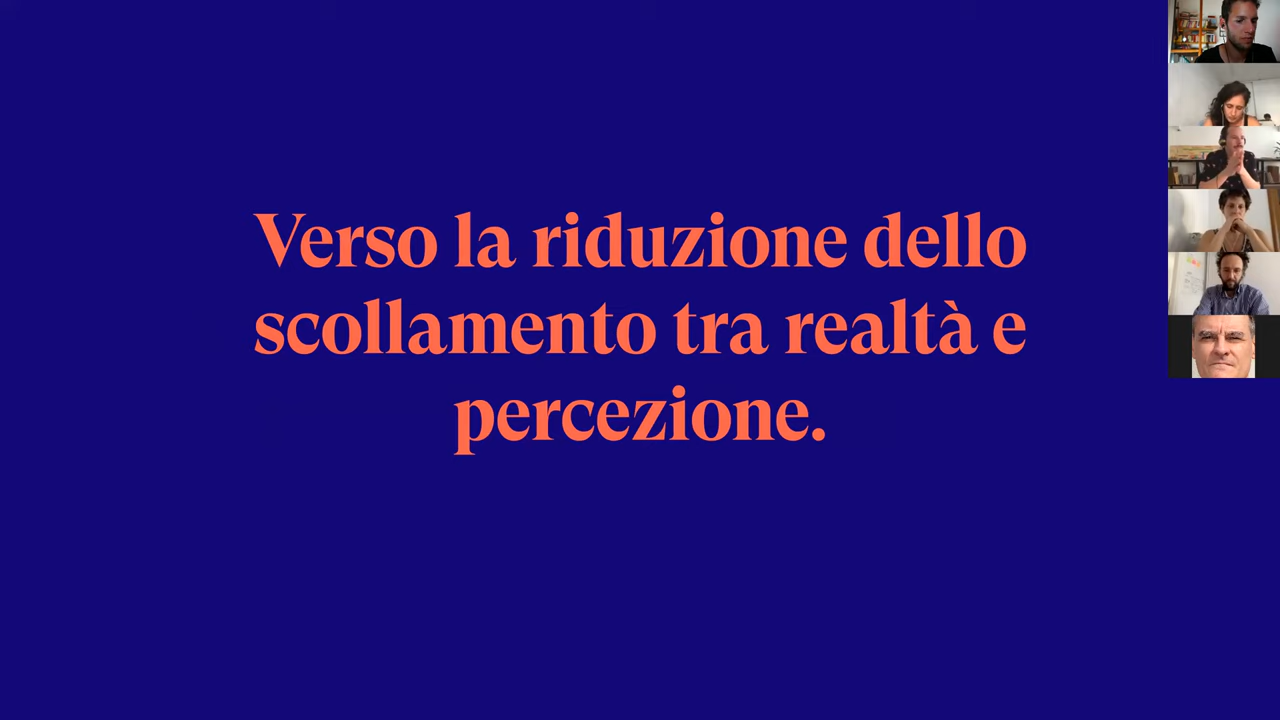 Verso la riduzione dello
scollamento tra realtà e
percezione.